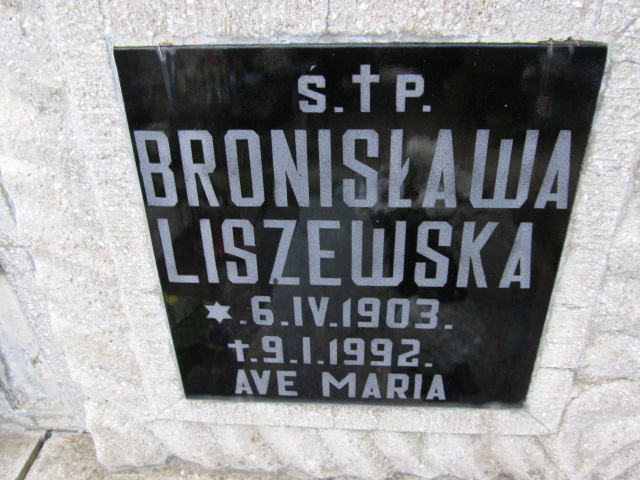 S.†P.
BRONISŁAWA
LISZEWSKA
✶.6.IV.1903.
†.9.I.1992.
AVE MARIA